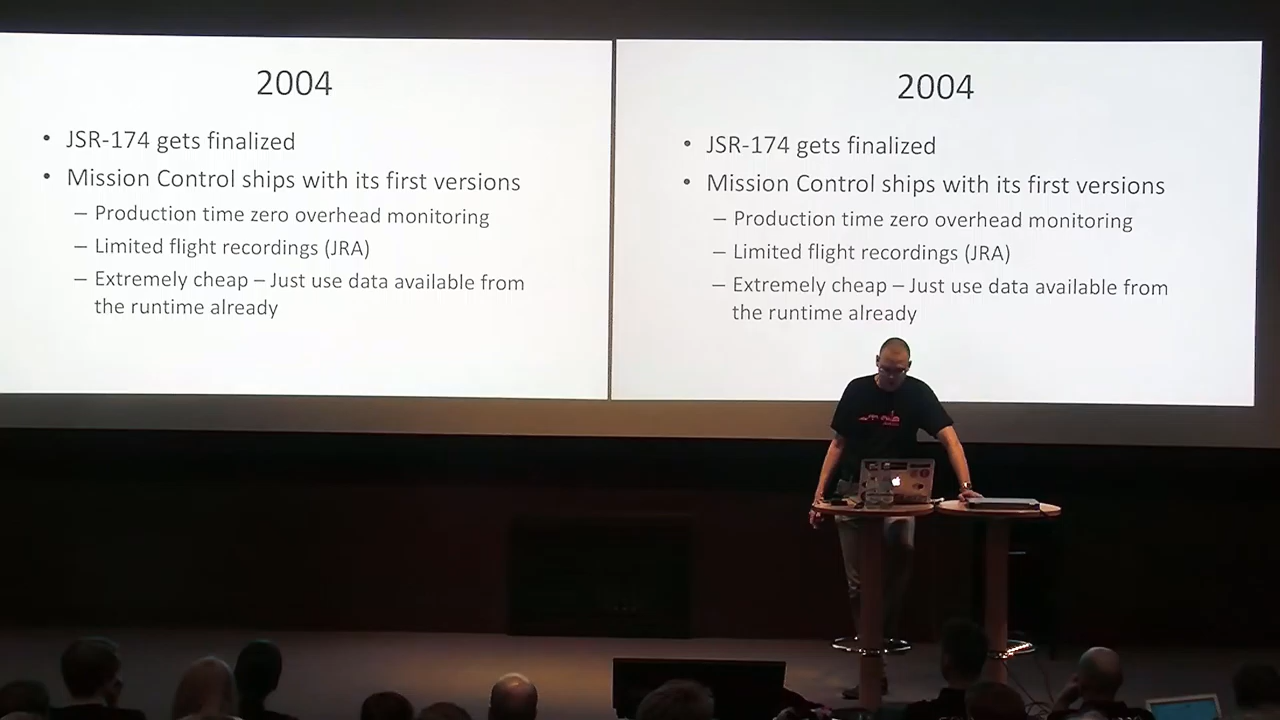 2004
• JSR-174 gets finalized
• Mission Control ships with its first versions
– Production time zero overhead monitoring
– Limited flight recordings (JRA)
– Extremely cheap – Just use data available from
the runtime already
2004
• JSR-174 gets finalized
• Mission Control ships with its first versions
– Production time zero overhead monitoring
– Limited flight recordings (JRA)
– Extremely cheap – Just use data available from
the runtime already